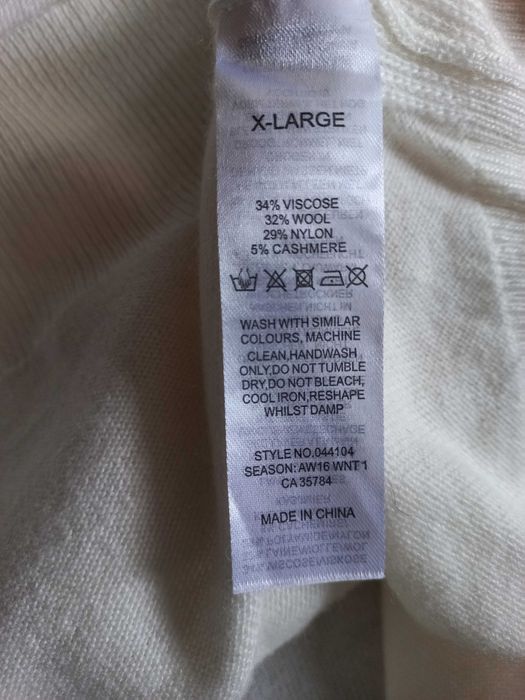 X-LARGE
34% VISCOSE
32% WOOL
29% NYLON
5% CASHMERE
WASH WITH SIMILAR
COLOURS, MACHINE
CLEAN,HANDWASH
ONLY,DO NOT TUMBLE
DRY,DO NOT BLEACH,
COOL IRON,RESHAPE
WHILST DAMP
STYLE NO.044104
SEASON: AW16 WNT1
CA 35784
MADE IN CHINA